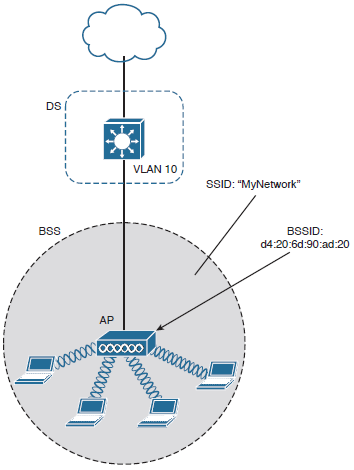 DS
VLAN 10
SSID: “MyNetwork”
BSS
BSSID:
d4:20:6d:90:ad:20
AP